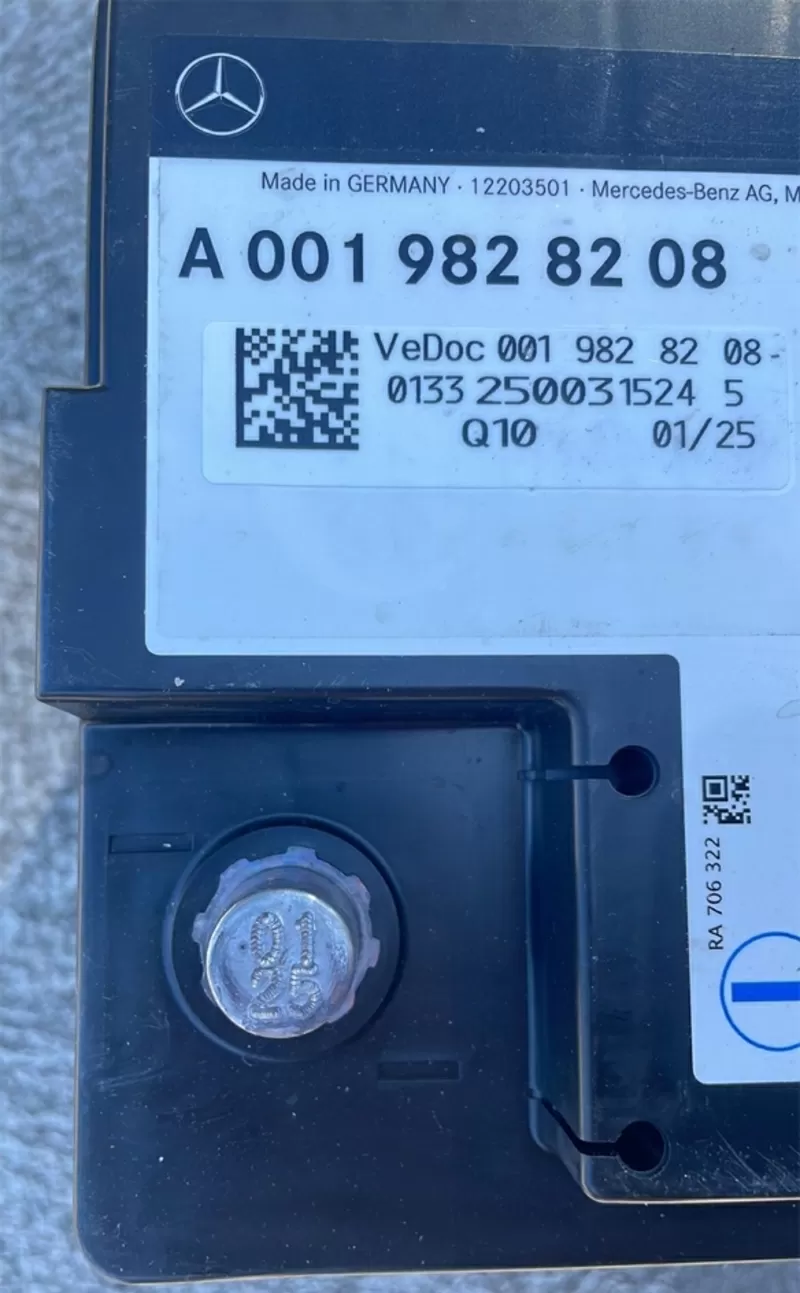 Made in GERMANY · 12203501 · Mercedes-Benz AG, M
A 001 982 82 08
VeDoc 001 982 82 08-
0133 2500031524 5
Q10 01/25
RA 706 322